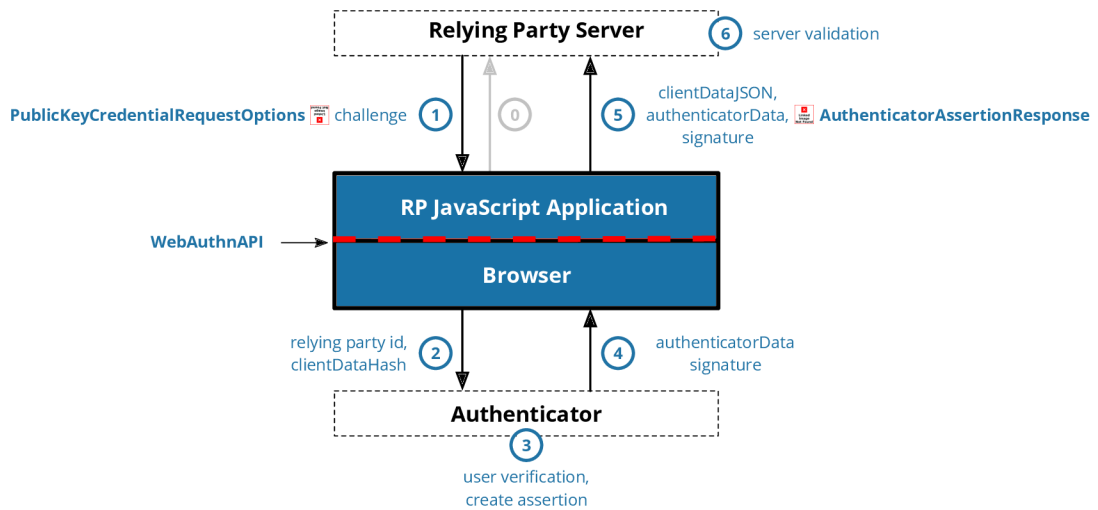 Relying Party Server
6
server validation
PublicKeyCredentialRequestOptions
challenge
1
0
5
clientDataJSON,
authenticatorData,
signature
AuthenticatorAssertionResponse
RP JavaScript Application
WebAuthnAPI
Browser
relying party id,
clientDataHash
2
4
authenticatorData
signature
Authenticator
3
user verification,
create assertion